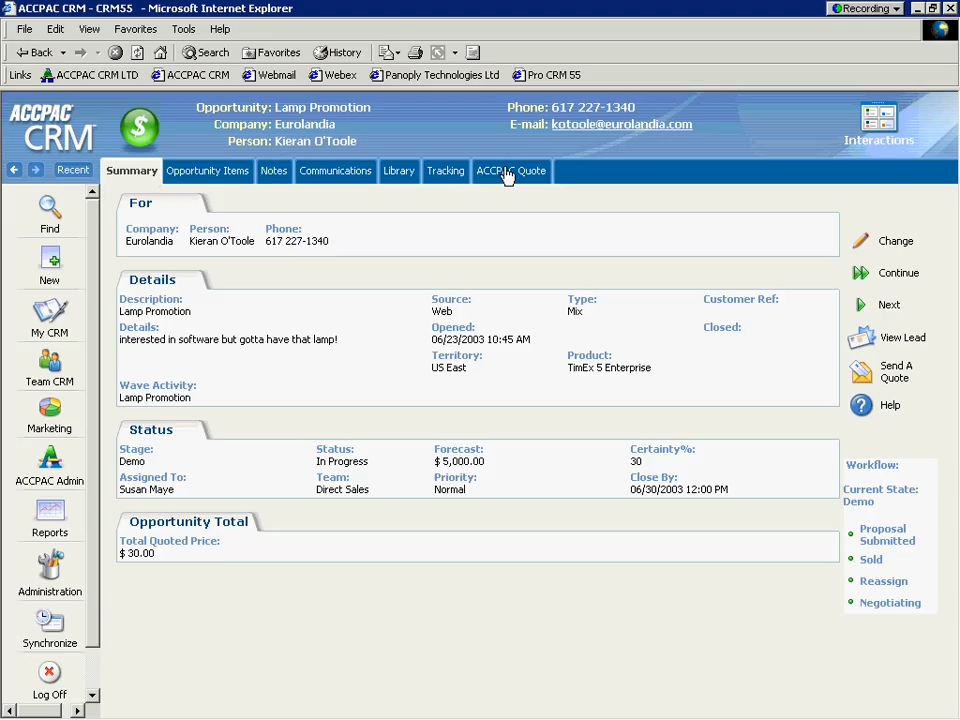 ACCPAC CRM - CRM55 - Microsoft Internet Explorer
Recording
File Edit View Favorites Tools Help
Back Search Favorites History
Links ACCPAC CRM LTD ACCPAC CRM Webmail Webex Panoply Technologies Ltd Pro CRM 55
ACCPAC CRM
$
Opportunity: Lamp Promotion
Company: Eurolandia
Person: Kieran O'Toole
Phone: 617 227-1340
E-mail: kotoole@eurolandia.com
Interactions
Recent Summary Opportunity Items Notes Communications Library Tracking ACCPAC Quote
Find
New
My CRM
Team CRM
Marketing
ACCPAC Admin
Reports
Administration
Synchronize
Log Off
For
Company: Person: Phone:
Eurolandia Kieran O'Toole 617 227-1340
Details
Description: Source: Type: Customer Ref:
Lamp Promotion Web Mix
Details: Opened: Closed:
interested in software but gotta have that lamp! 06/23/2003 10:45 AM
Territory: Product:
US East TimEx 5 Enterprise
Wave Activity:
Lamp Promotion
Status
Stage: Status: Forecast: Certainty%:
Demo In Progress $ 5,000.00 30
Assigned To: Team: Priority: Close By:
Susan Maye Direct Sales Normal 06/30/2003 12:00 PM
Opportunity Total
Total Quoted Price:
$ 30.00
Change
Continue
Next
View Lead
Send A
Quote
? Help
Workflow:
Current State:
Demo
Proposal
Submitted
Sold
Reassign
Negotiating